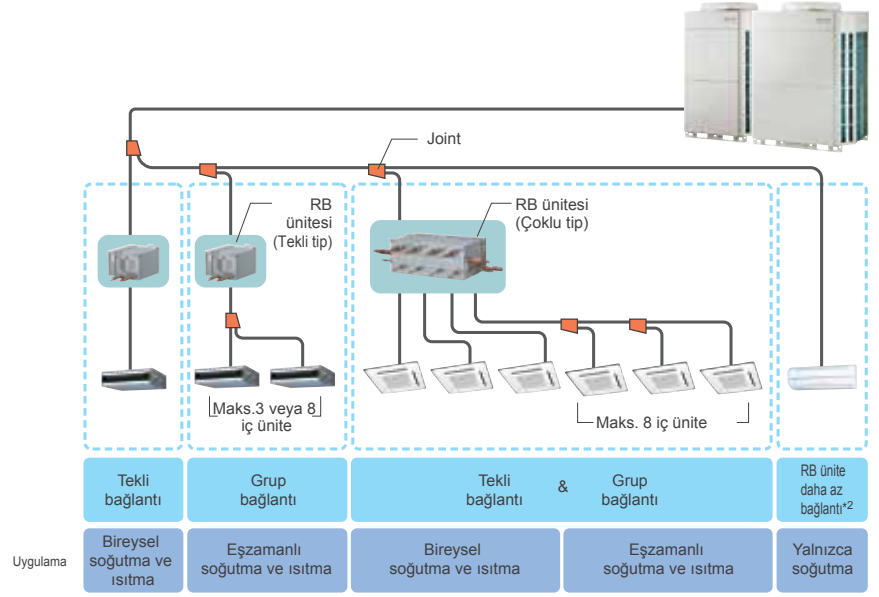 Joint
RB
ünitesi
(Tekli tip)
RB ünitesi
(Çoklu tip)
Maks.3 veya 8
iç ünite
Maks. 8 iç ünite
Tekli
bağlantı
Grup
bağlantı
Tekli
bağlantı
&
Grup
bağlantı
RB ünite
daha az
bağlantı*2
Uygulama
Bireysel
soğutma ve
ısıtma
Eşzamanlı
soğutma ve ısıtma
Bireysel
soğutma ve ısıtma
Eşzamanlı
soğutma ve ısıtma
Yalnızca
soğutma